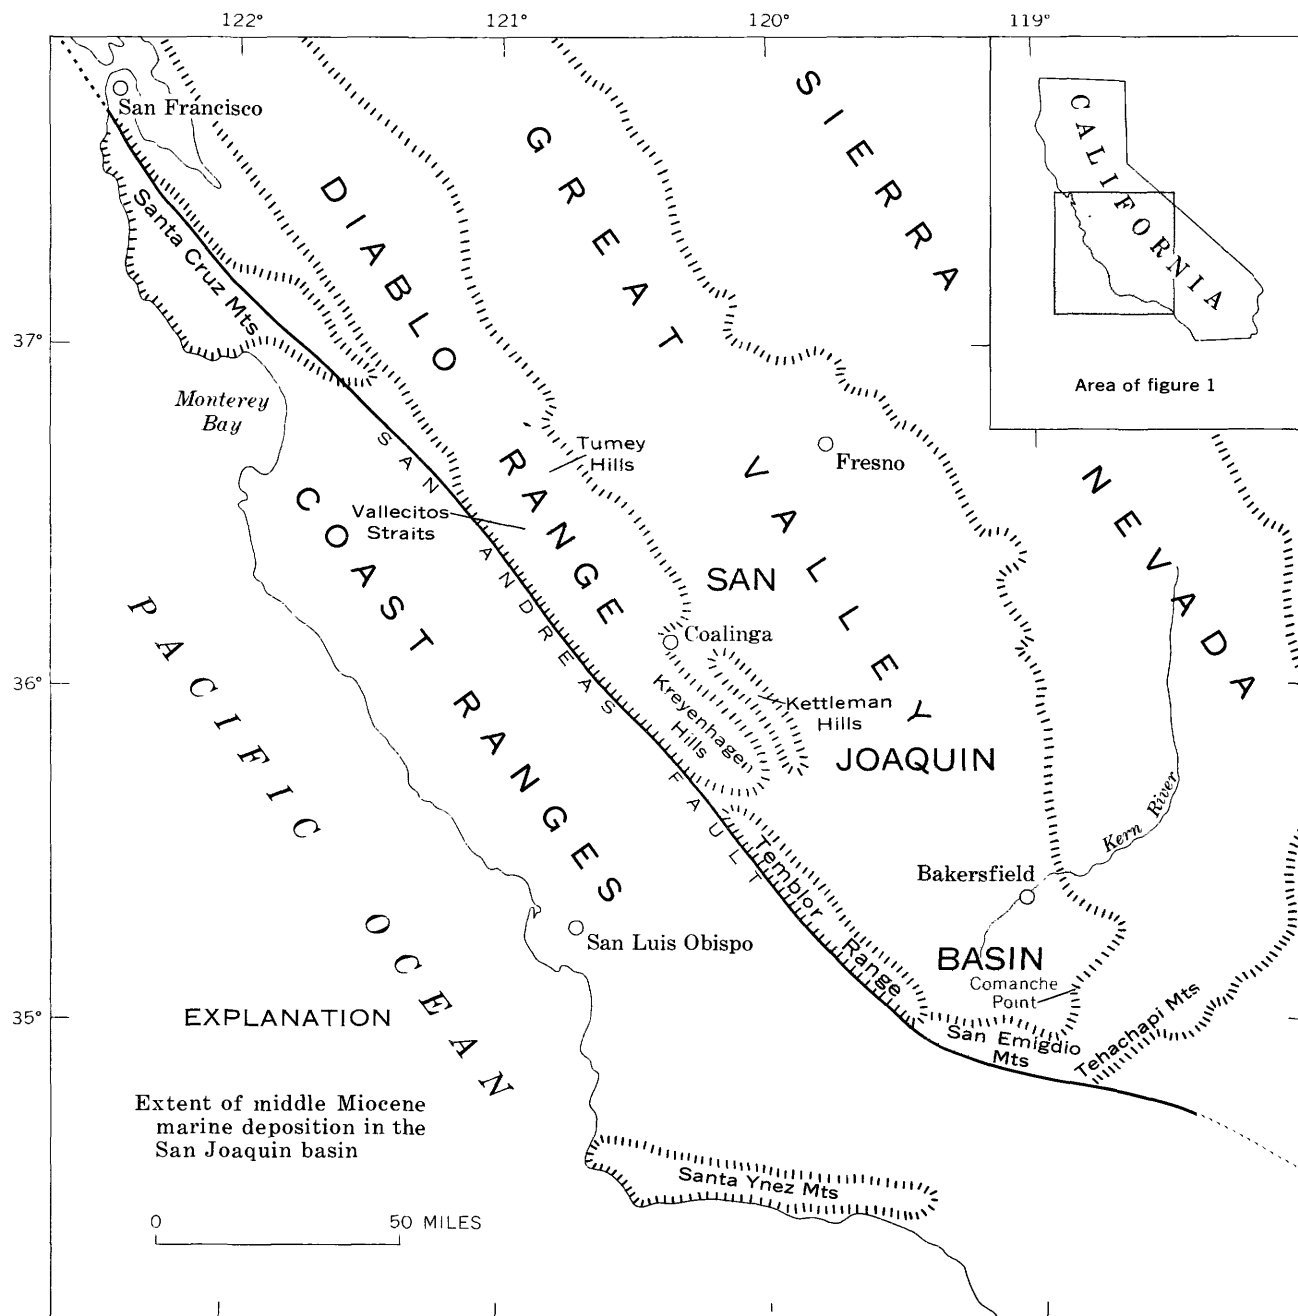 122°
121°
120°
119°
San Francisco
Santa Cruz Mts
DIABLO
RANGE
GREAT
VALLEY
SIERRA
NEVADA
CALIFORNIA
Area of figure 1
37°
Monterey
Bay
Tumey
Hills
Fresno
Vallecitos
Straits
SAN ANDREAS FAULT
COAST RANGES
PACIFIC OCEAN
SAN
JOAQUIN
BASIN
Coalinga
36°
Kreyenhagen
Hills
Kettleman
Hills
Kern River
Temblor Range
Bakersfield
San Luis Obispo
Comanche
Point
35°
San Emigdio
Mts
Tehachapi Mts
EXPLANATION
Extent of middle Miocene
marine deposition in the
San Joaquin basin
Santa Ynez Mts
0 50 MILES